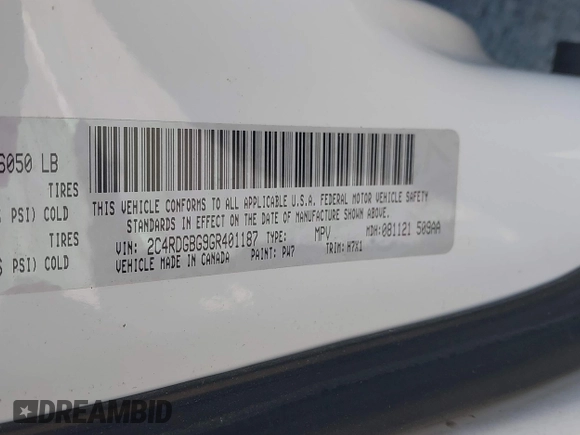 6050 LB
TIRES
PSI) COLD
TIRES
PSI) COLD
THIS VEHICLE CONFORMS TO ALL APPLICABLE U.S.A. FEDERAL MOTOR VEHICLE SAFETY
STANDARDS IN EFFECT ON THE DATE OF MANUFACTURE SHOWN ABOVE.
VIN: 2C4RDGBG9GR401187 TYPE: MPV MDH: 081121 509AA
VEHICLE MADE IN CANADA PAINT: PW7 TRIM: H7X1
DREAMBID